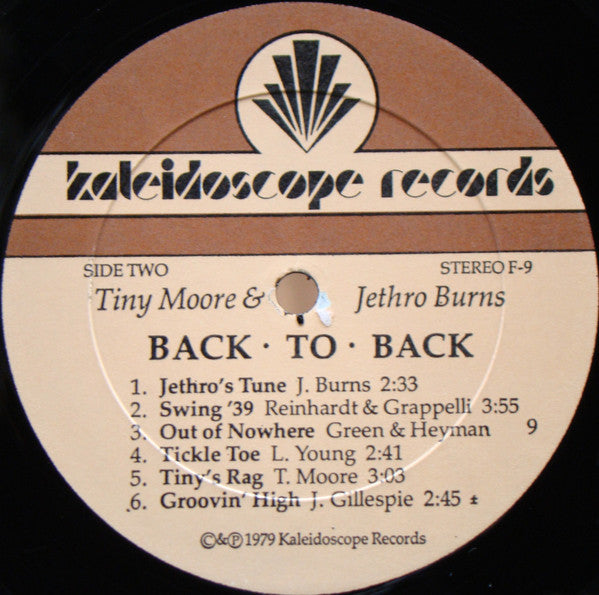 kaleidoscope records
SIDE TWO STEREO F-9
Tiny Moore & Jethro Burns
BACK · TO · BACK
1. Jethro's Tune J. Burns 2:33
2. Swing '39 Reinhardt & Grappelli 3:55
3. Out of Nowhere Green & Heyman 9
4. Tickle Toe L. Young 2:41
5. Tiny's Rag T. Moore 3:03
6. Groovin' High J. Gillespie 2:45 ±
©&℗ 1979 Kaleidoscope Records